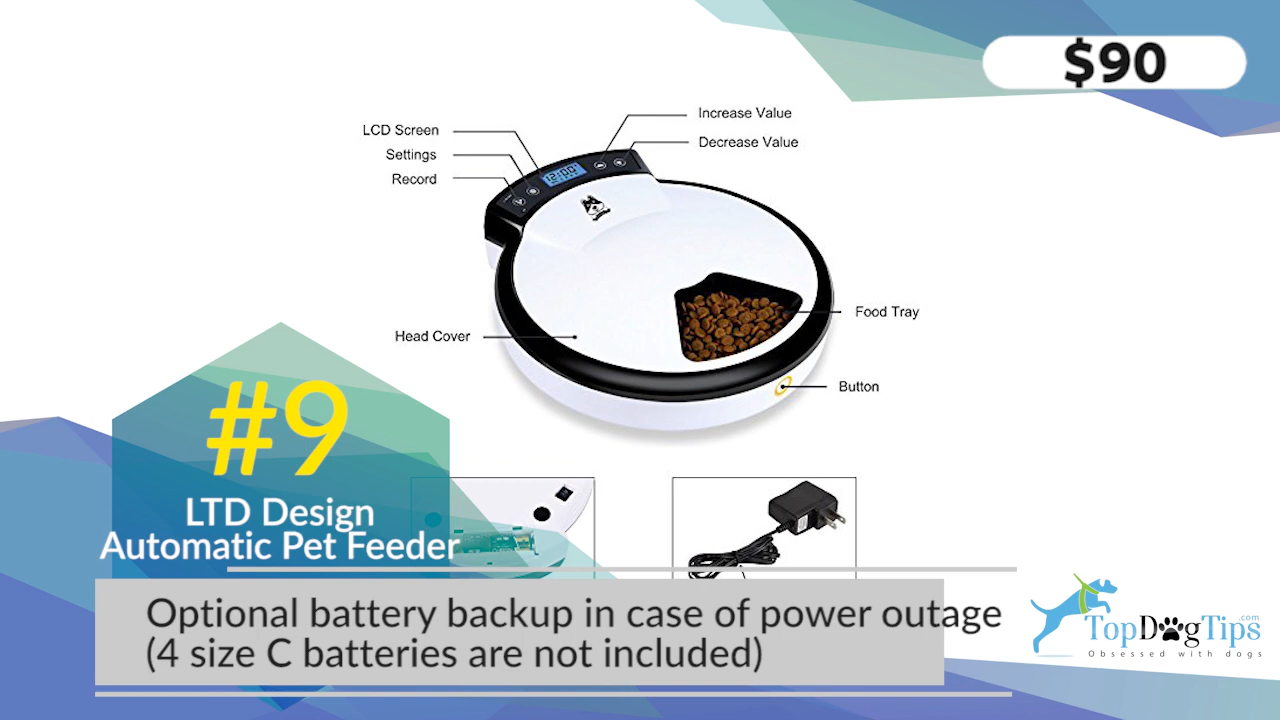 $90
Increase Value
LCD Screen
Decrease Value
Settings
Record
12:00
Food Tray
Head Cover
Button
#9
LTD Design
Automatic Pet Feeder
Optional battery backup in case of power outage
(4 size C batteries are not included)
TopDogTips
.com
Obsessed with dogs